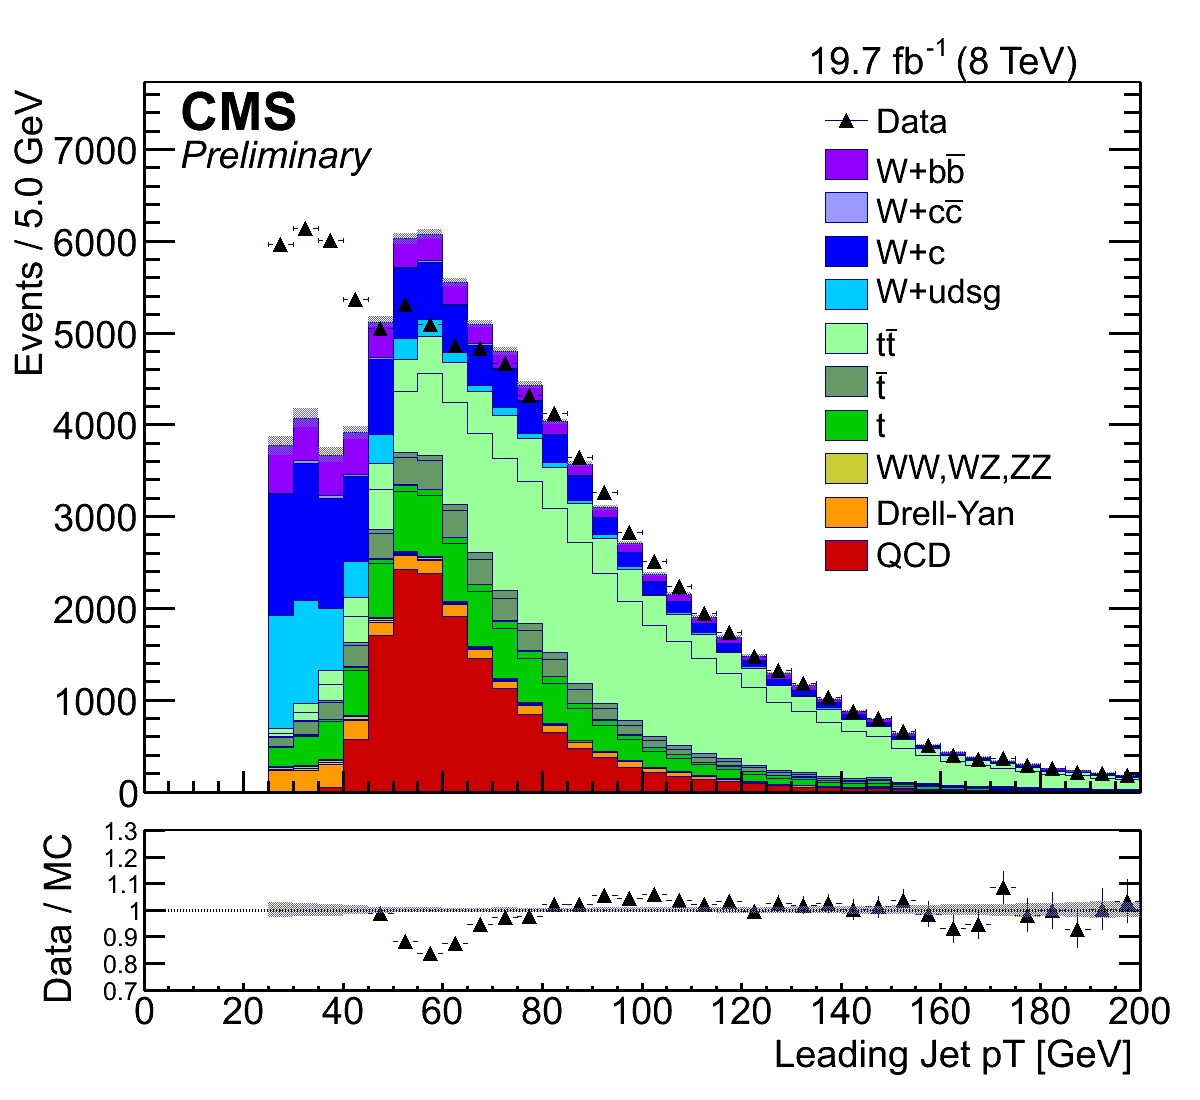 19.7 fb⁻¹ (8 TeV)
CMS
Preliminary
Events / 5.0 GeV
7000
6000
5000
4000
3000
2000
1000
0
Data
W+bb̅
W+cc̅
W+c
W+udsg
tt̅
t̅
t
WW,WZ,ZZ
Drell-Yan
QCD
Data / MC
1.3
1.2
1.1
1
0.9
0.8
0.7
0 20 40 60 80 100 120 140 160 180 200
Leading Jet pT [GeV]